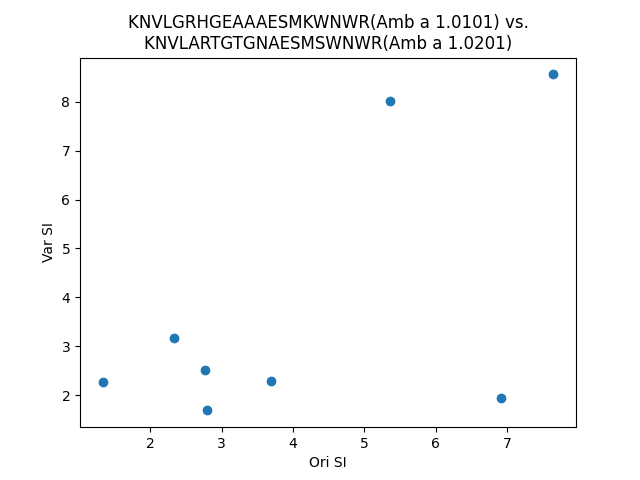 KNVLGRHGEAAAESMKWNWR(Amb a 1.0101) vs.
KNVLARTGTGNAESMSWNWR(Amb a 1.0201)
8
7
6
5
4
3
2
Var SI
2 3 4 5 6 7
Ori SI